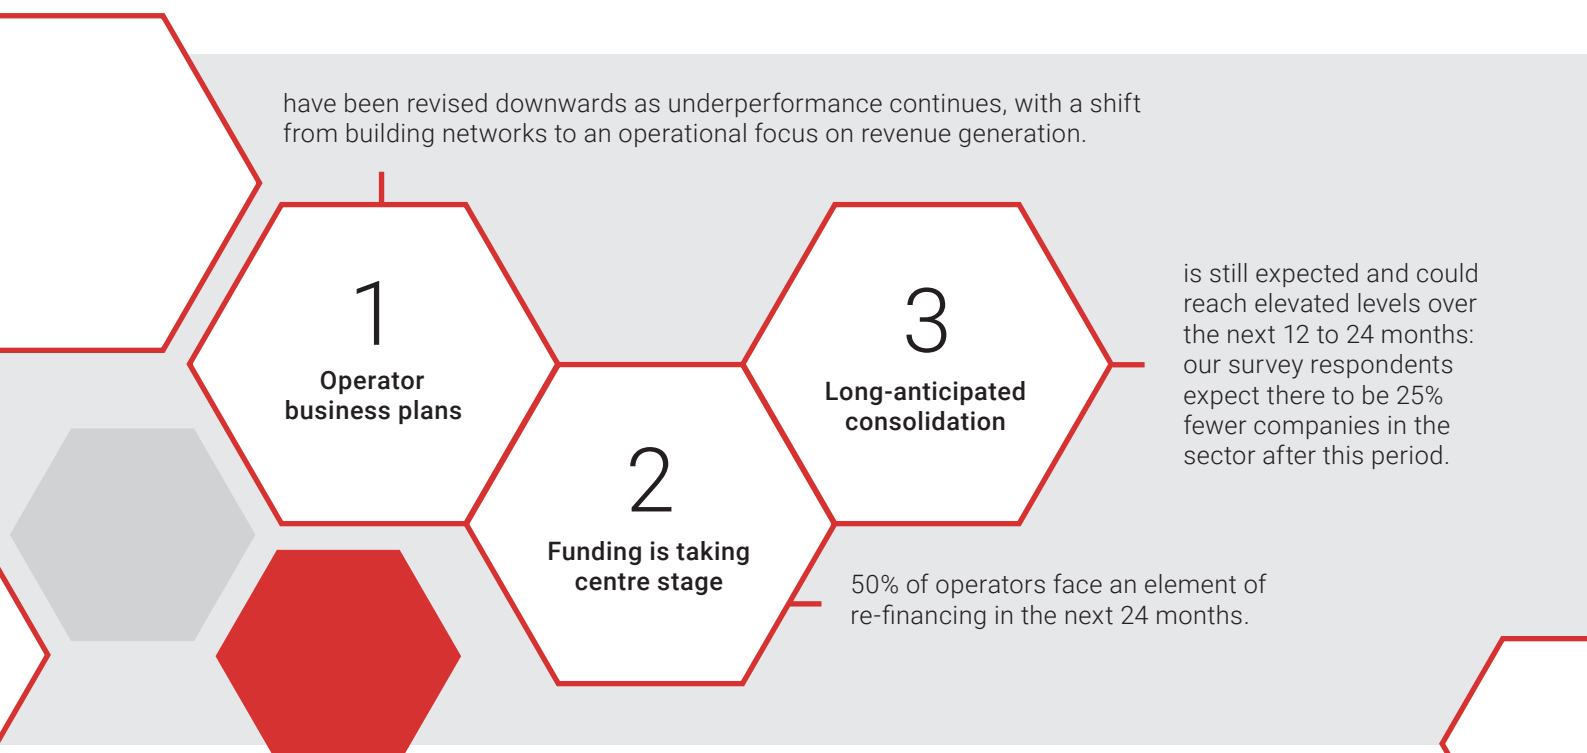 have been revised downwards as underperformance continues, with a shift
from building networks to an operational focus on revenue generation.
1
Operator
business plans
2
Funding is taking
centre stage
50% of operators face an element of
re-financing in the next 24 months.
3
Long-anticipated
consolidation
is still expected and could
reach elevated levels over
the next 12 to 24 months:
our survey respondents
expect there to be 25%
fewer companies in the
sector after this period.